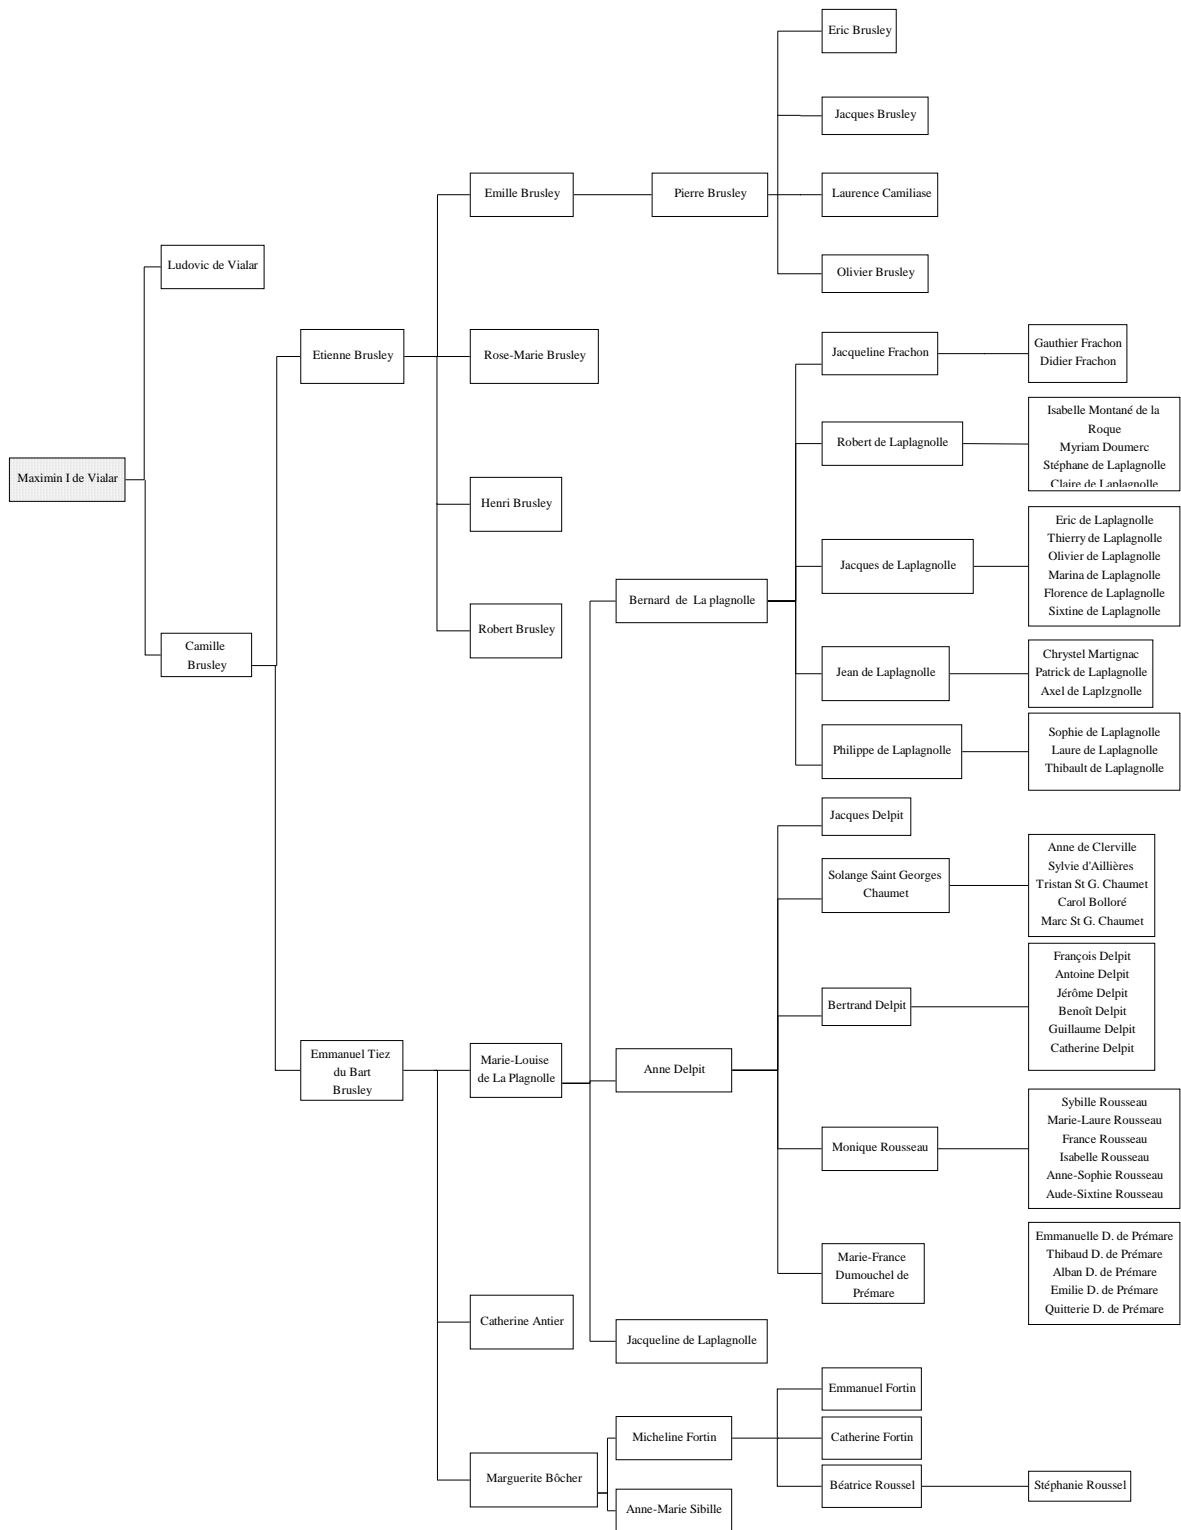 Eric Brusley
Jacques Brusley
Emille Brusley
Pierre Brusley
Laurence Camiliase
Ludovic de Vialar
Olivier Brusley
Etienne Brusley
Rose-Marie Brusley
Jacqueline Frachon
Gauthier Frachon
Didier Frachon
Robert de Laplagnolle
Isabelle Montané de la
Roque
Myriam Doumerc
Stéphane de Laplagnolle
Claire de Laplagnolle
Maximin I de Vialar
Henri Brusley
Jacques de Laplagnolle
Eric de Laplagnolle
Thierry de Laplagnolle
Olivier de Laplagnolle
Marina de Laplagnolle
Florence de Laplagnolle
Sixtine de Laplagnolle
Bernard de La plagnolle
Robert Brusley
Camille
Brusley
Jean de Laplagnolle
Chrystel Martignac
Patrick de Laplagnolle
Axel de Laplzgnolle
Philippe de Laplagnolle
Sophie de Laplagnolle
Laure de Laplagnolle
Thibault de Laplagnolle
Jacques Delpit
Solange Saint Georges
Chaumet
Anne de Clerville
Sylvie d'Aillières
Tristan St G. Chaumet
Carol Bolloré
Marc St G. Chaumet
Bertrand Delpit
François Delpit
Antoine Delpit
Jérôme Delpit
Benoît Delpit
Guillaume Delpit
Catherine Delpit
Emmanuel Tiez
du Bart
Brusley
Marie-Louise
de La Plagnolle
Anne Delpit
Monique Rousseau
Sybille Rousseau
Marie-Laure Rousseau
France Rousseau
Isabelle Rousseau
Anne-Sophie Rousseau
Aude-Sixtine Rousseau
Marie-France
Dumouchel de
Prémare
Emmanuelle D. de Prémare
Thibaud D. de Prémare
Alban D. de Prémare
Emilie D. de Prémare
Quitterie D. de Prémare
Catherine Antier
Jacqueline de Laplagnolle
Emmanuel Fortin
Micheline Fortin
Catherine Fortin
Marguerite Bôcher
Béatrice Roussel
Stéphanie Roussel
Anne-Marie Sibille